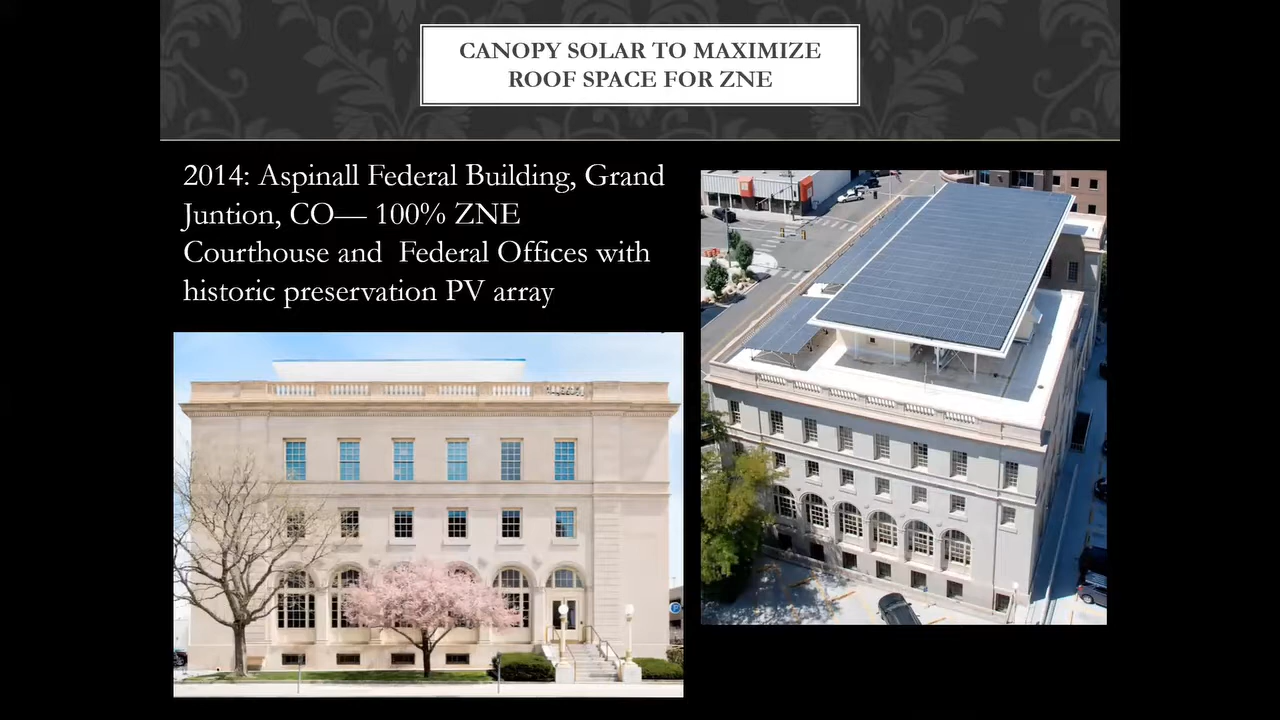 CANOPY SOLAR TO MAXIMIZE
ROOF SPACE FOR ZNE
2014: Aspinall Federal Building, Grand
Juntion, CO— 100% ZNE
Courthouse and  Federal Offices with
historic preservation PV array